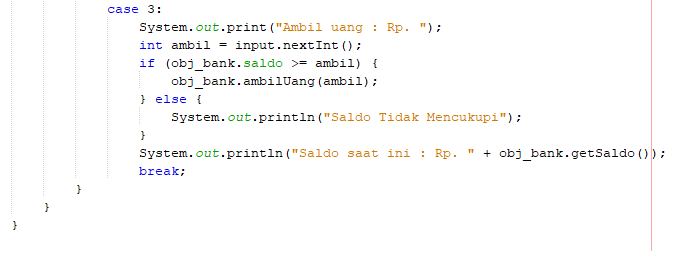 case 3:
System.out.print("Ambil uang : Rp. ");
int ambil = input.nextInt();
if (obj_bank.saldo >= ambil) {
obj_bank.ambilUang(ambil);
} else {
System.out.println("Saldo Tidak Mencukupi");
}
System.out.println("Saldo saat ini : Rp. " + obj_bank.getSaldo());
break;
}
}
}